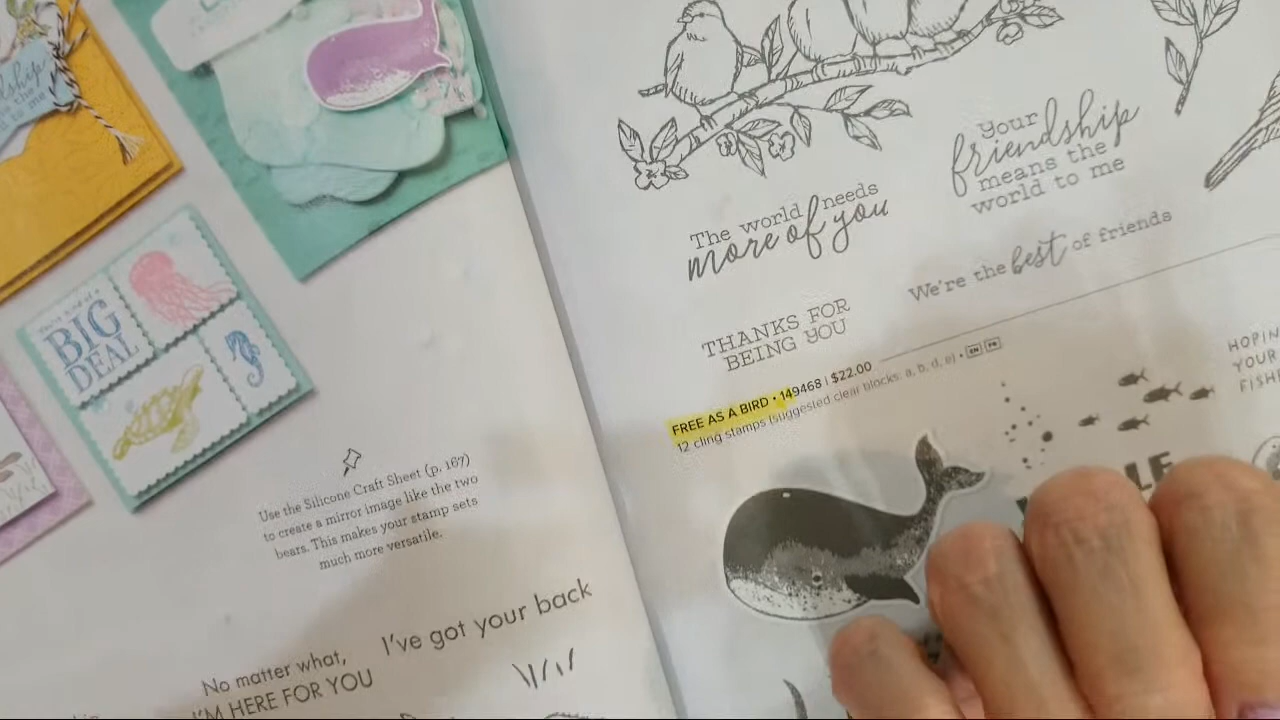 BIG
DEAL
Use the Silicone Craft Sheet (p. 167)
to create a mirror image like the two
bears. This makes your stamp sets
much more versatile.
No matter what,
I'M HERE FOR YOU
I've got your back
The world needs
more of you
your
friendship
means the
world to me
We're the best of friends
THANKS FOR
BEING YOU
FREE AS A BIRD • 149468 | $22.00
12 cling stamps (suggested clear blocks: a, b, d, e) • EN FR
YOUR